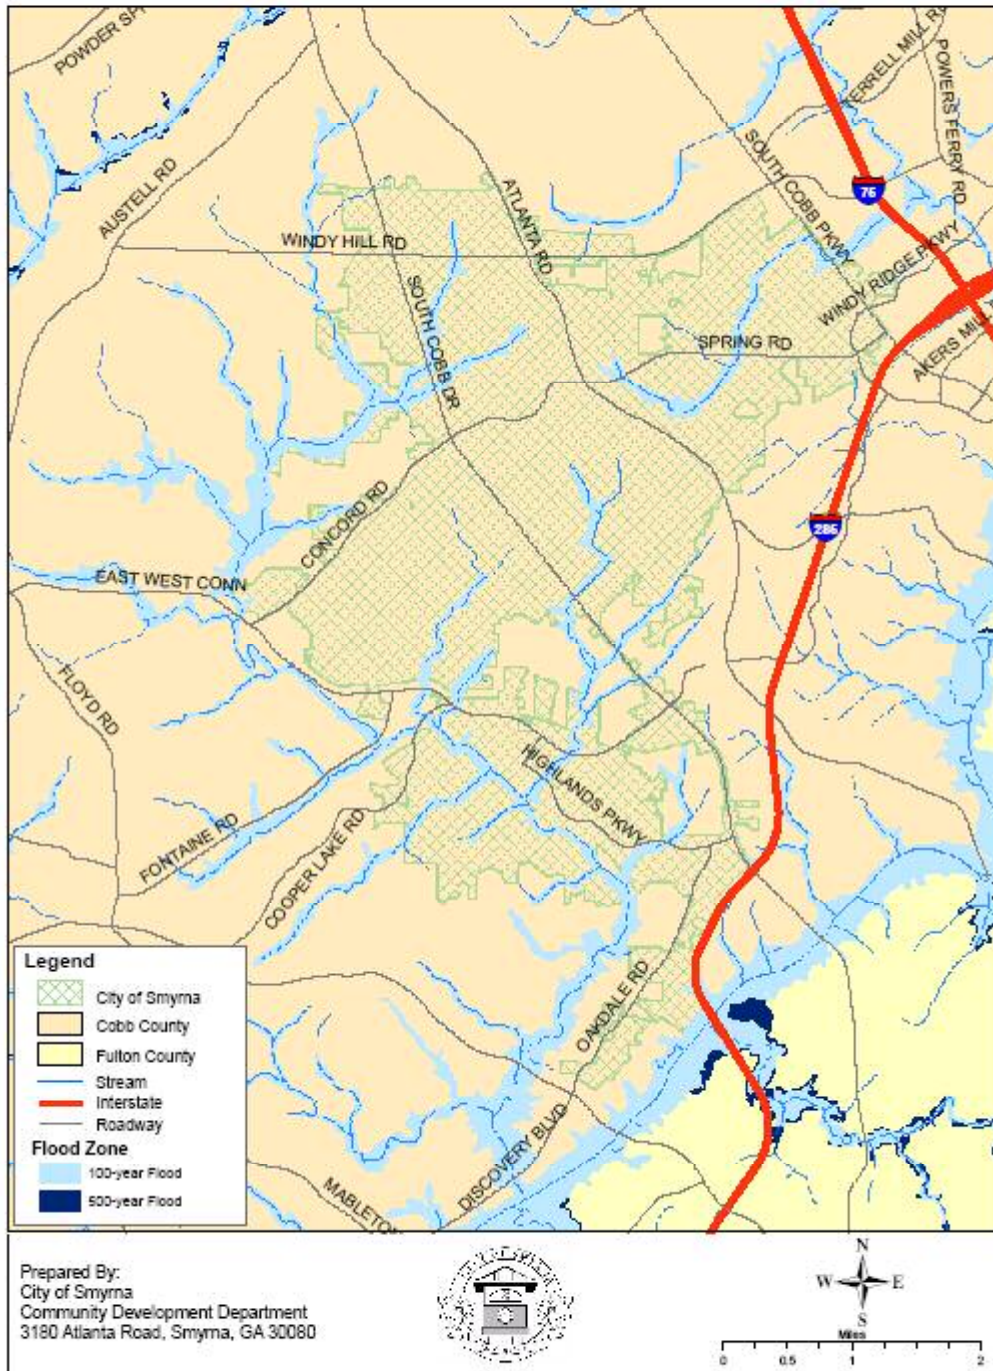 POWDER SP
TERRELL MILL RD
POWERS FERRY RD
SOUTH COBB PKWY
75
AUSTELL RD
ATLANTA RD
WINDY HILL RD
WINDY RIDGE PKWY
SOUTH COBB DR
SPRING RD
AKERS MILL
CONCORD RD
285
EAST WEST CONN
FLOYD RD
HIGHLANDS PKWY
FONTAINE RD
COOPER LAKE RD
OAKDALE RD
DISCOVERY BLVD
MABLETON
Legend
City of Smyrna
Cobb County
Fulton County
Stream
Interstate
Roadway
Flood Zone
100-year Flood
500-year Flood
Prepared By:
City of Smyrna
Community Development Department
3180 Atlanta Road, Smyrna, GA 30080
N
W E
S
Miles
0 0.5 1 2